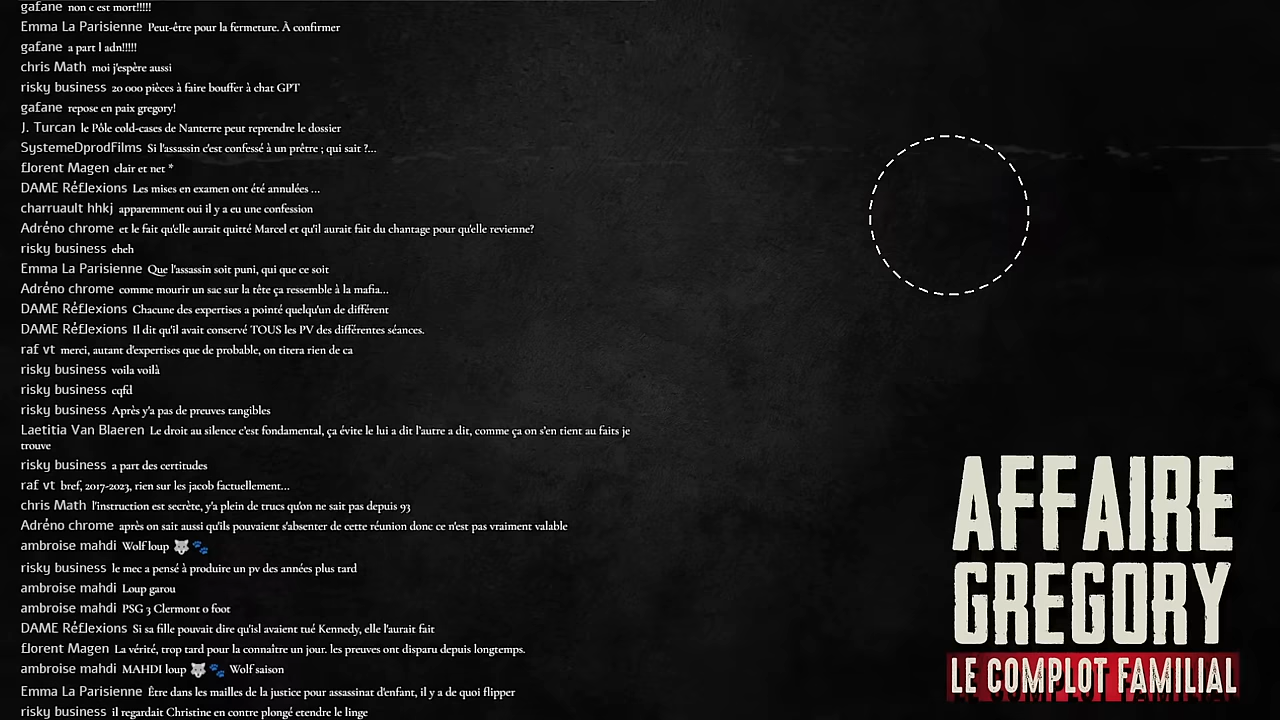 gafane non c est mort!!!!!
Emma La Parisienne Peut-être pour la fermeture. À confirmer
gafane a part l adn!!!!!
chris Math moi j'espère aussi
risky business 20 000 pièces à faire bouffer à chat GPT
gafane repose en paix gregory!
J. Turcan le Pôle cold-cases de Nanterre peut reprendre le dossier
SystemeDprodFilms Si l'assassin c'est confessé à un prêtre ; qui sait ?...
florent Magen clair et net *
DAME Réflexions Les mises en examen ont été annulées ...
charruault hhkj apparemment oui il y a eu une confession
Adréno chrome et le fait qu'elle aurait quitté Marcel et qu'il aurait fait du chantage pour qu'elle revienne?
risky business eheh
Emma La Parisienne Que l'assassin soit puni, qui que ce soit
Adréno chrome comme mourir un sac sur la tête ça ressemble à la mafia...
DAME Réflexions Chacune des expertises a pointé quelqu'un de différent
DAME Réflexions Il dit qu'il avait conservé TOUS les PV des différentes séances.
raf vt merci, autant d'expertises que de probable, on titera rien de ca
risky business voila voilà
risky business cqfd
risky business Après y'a pas de preuves tangibles
Laetitia Van Blaeren Le droit au silence c'est fondamental, ça évite le lui a dit l'autre a dit, comme ça on s'en tient au faits je
trouve
risky business a part des certitudes
raf vt bref, 2017-2023, rien sur les jacob factuellement...
chris Math l'instruction est secrète, y'a plein de trucs qu'on ne sait pas depuis 93
Adréno chrome après on sait aussi qu'ils pouvaient s'absenter de cette réunion donc ce n'est pas vraiment valable
ambroise mahdi Wolf loup 🐺 🐾
risky business le mec a pensé à produire un pv des années plus tard
ambroise mahdi Loup garou
ambroise mahdi PSG 3 Clermont 0 foot
DAME Réflexions Si sa fille pouvait dire qu'isl avaient tué Kennedy, elle l'aurait fait
florent Magen La vérité, trop tard pour la connaître un jour. les preuves ont disparu depuis longtemps.
ambroise mahdi MAHDI loup 🐺 🐾 Wolf saison
Emma La Parisienne Être dans les mailles de la justice pour assassinat d'enfant, il y a de quoi flipper
risky business il regardait Christine en contre plongé etendre le linge
AFFAIRE
GREGORY
LE COMPLOT FAMILIAL